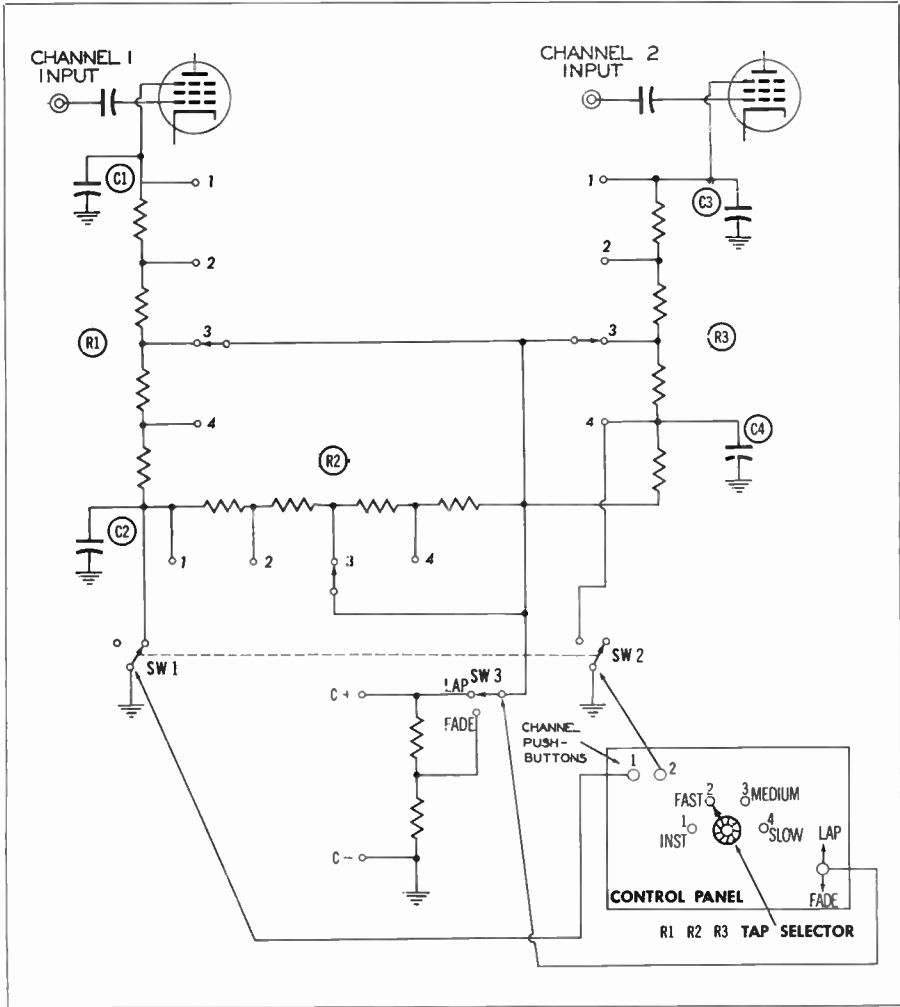 CHANNEL 1
INPUT
CHANNEL 2
INPUT
C1
1
2
R1
3
4
C2
R2
1
2
3
4
1
C3
2
3
R3
4
C4
SW 1
SW 2
C +
LAP
SW 3
FADE
C -
CHANNEL
PUSH-
BUTTONS
1
2
FAST 2
3 MEDIUM
1
INST
4
SLOW
LAP
FADE
CONTROL PANEL
R1 R2 R3 TAP SELECTOR